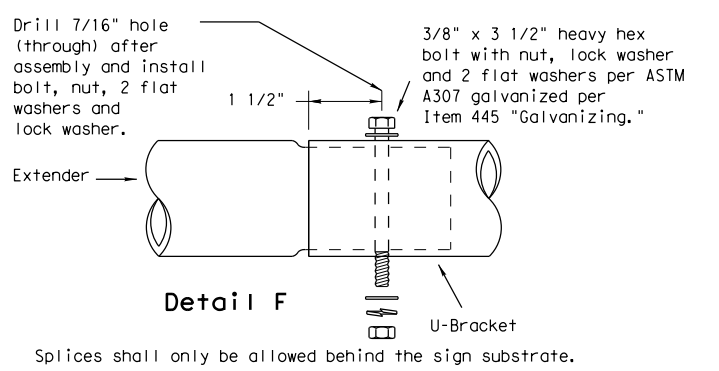 Drill 7/16" hole
(through) after
assembly and install
bolt, nut, 2 flat
washers and
lock washer.
3/8" x 3 1/2" heavy hex
bolt with nut, lock washer
and 2 flat washers per ASTM
A307 galvanized per
Item 445 "Galvanizing."
1 1/2"
Extender
Detail F
U-Bracket
Splices shall only be allowed behind the sign substrate.